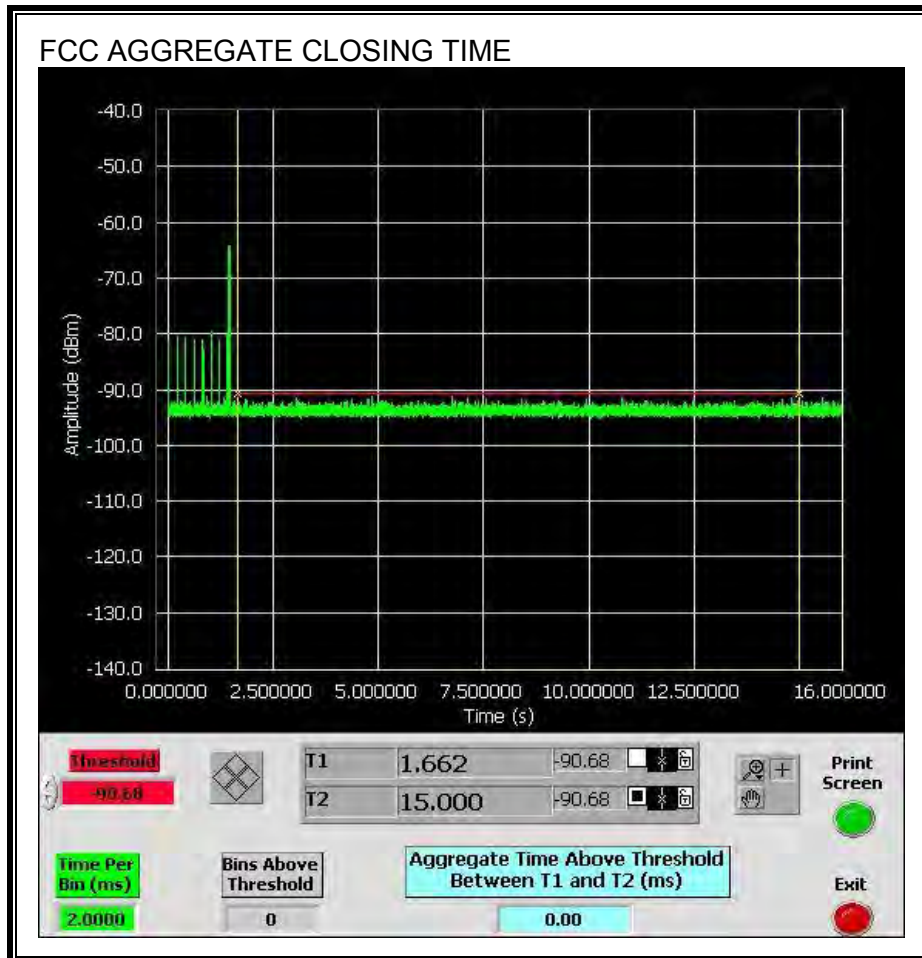 FCC AGGREGATE CLOSING TIME
-40.0
-50.0
-60.0
-70.0
-80.0
-90.0
-100.0
-110.0
-120.0
-130.0
-140.0
Amplitude (dBm)
0.000000 2.500000 5.000000 7.500000 10.000000 12.500000 16.000000
Time (s)
Threshold
-90.68
T1 1.662 -90.68
T2 15.000 -90.68
Print
Screen
Time Per
Bin (ms)
2.0000
Bins Above
Threshold
0
Aggregate Time Above Threshold
Between T1 and T2 (ms)
0.00
Exit